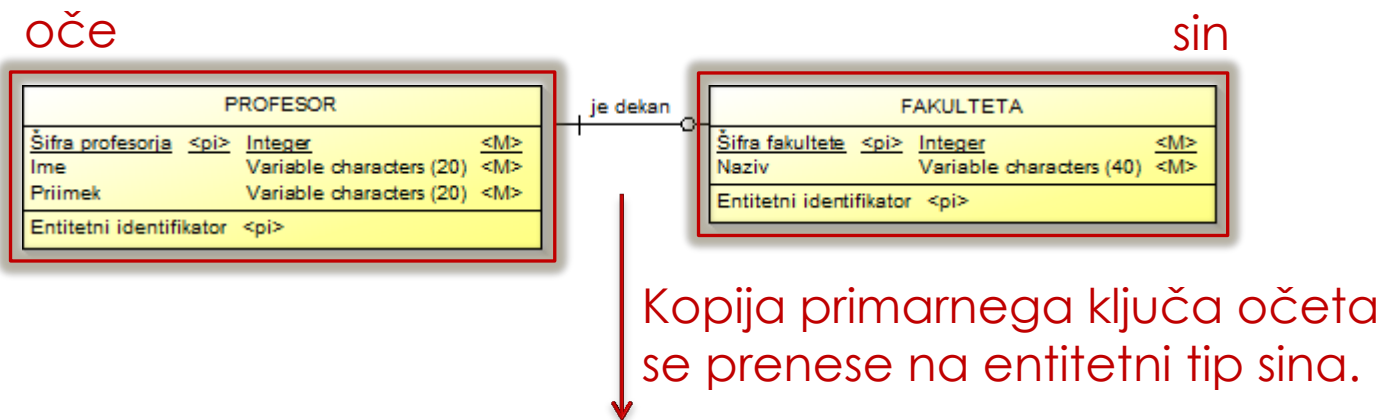 oče
sin
PROFESOR
Šifra profesorja <pi> Integer <M>
Ime Variable characters (20) <M>
Priimek Variable characters (20) <M>
Entitetni identifikator <pi>
je dekan
FAKULTETA
Šifra fakultete <pi> Integer <M>
Naziv Variable characters (40) <M>
Entitetni identifikator <pi>
Kopija primarnega ključa očeta
se prenese na entitetni tip sina.